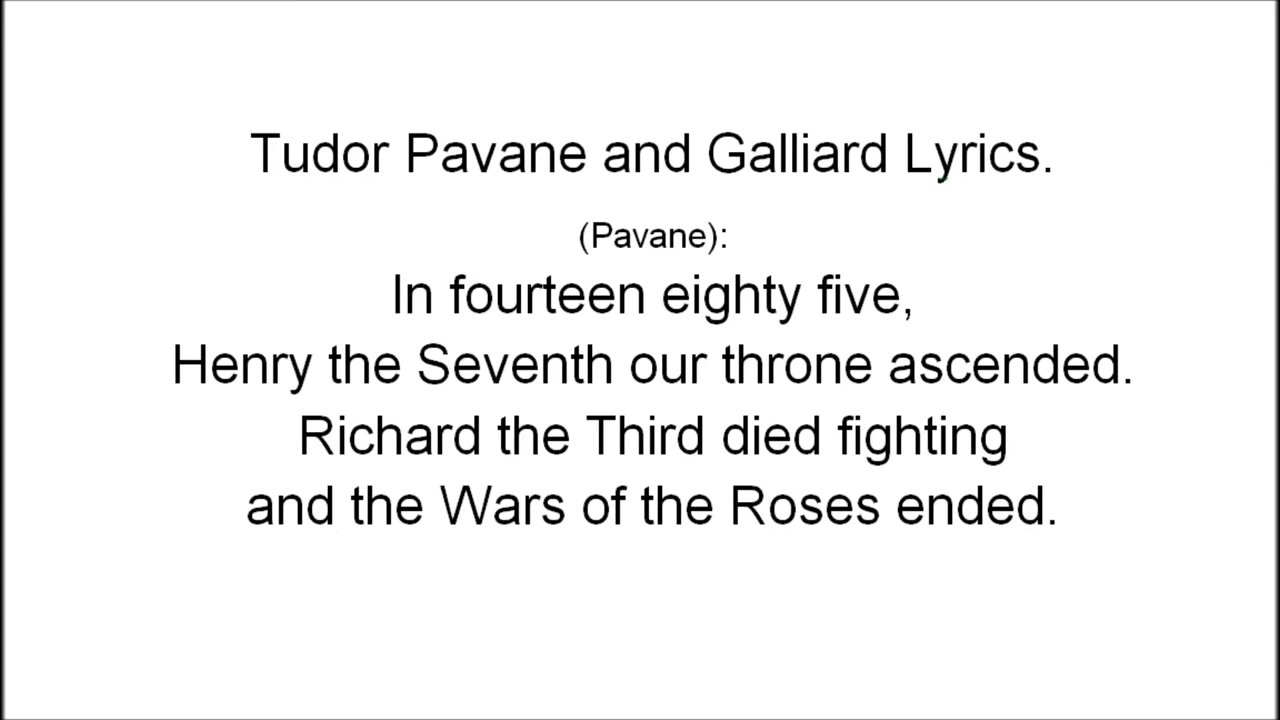 Tudor Pavane and Galliard Lyrics.
(Pavane):
In fourteen eighty five,
Henry the Seventh our throne ascended.
Richard the Third died fighting
and the Wars of the Roses ended.